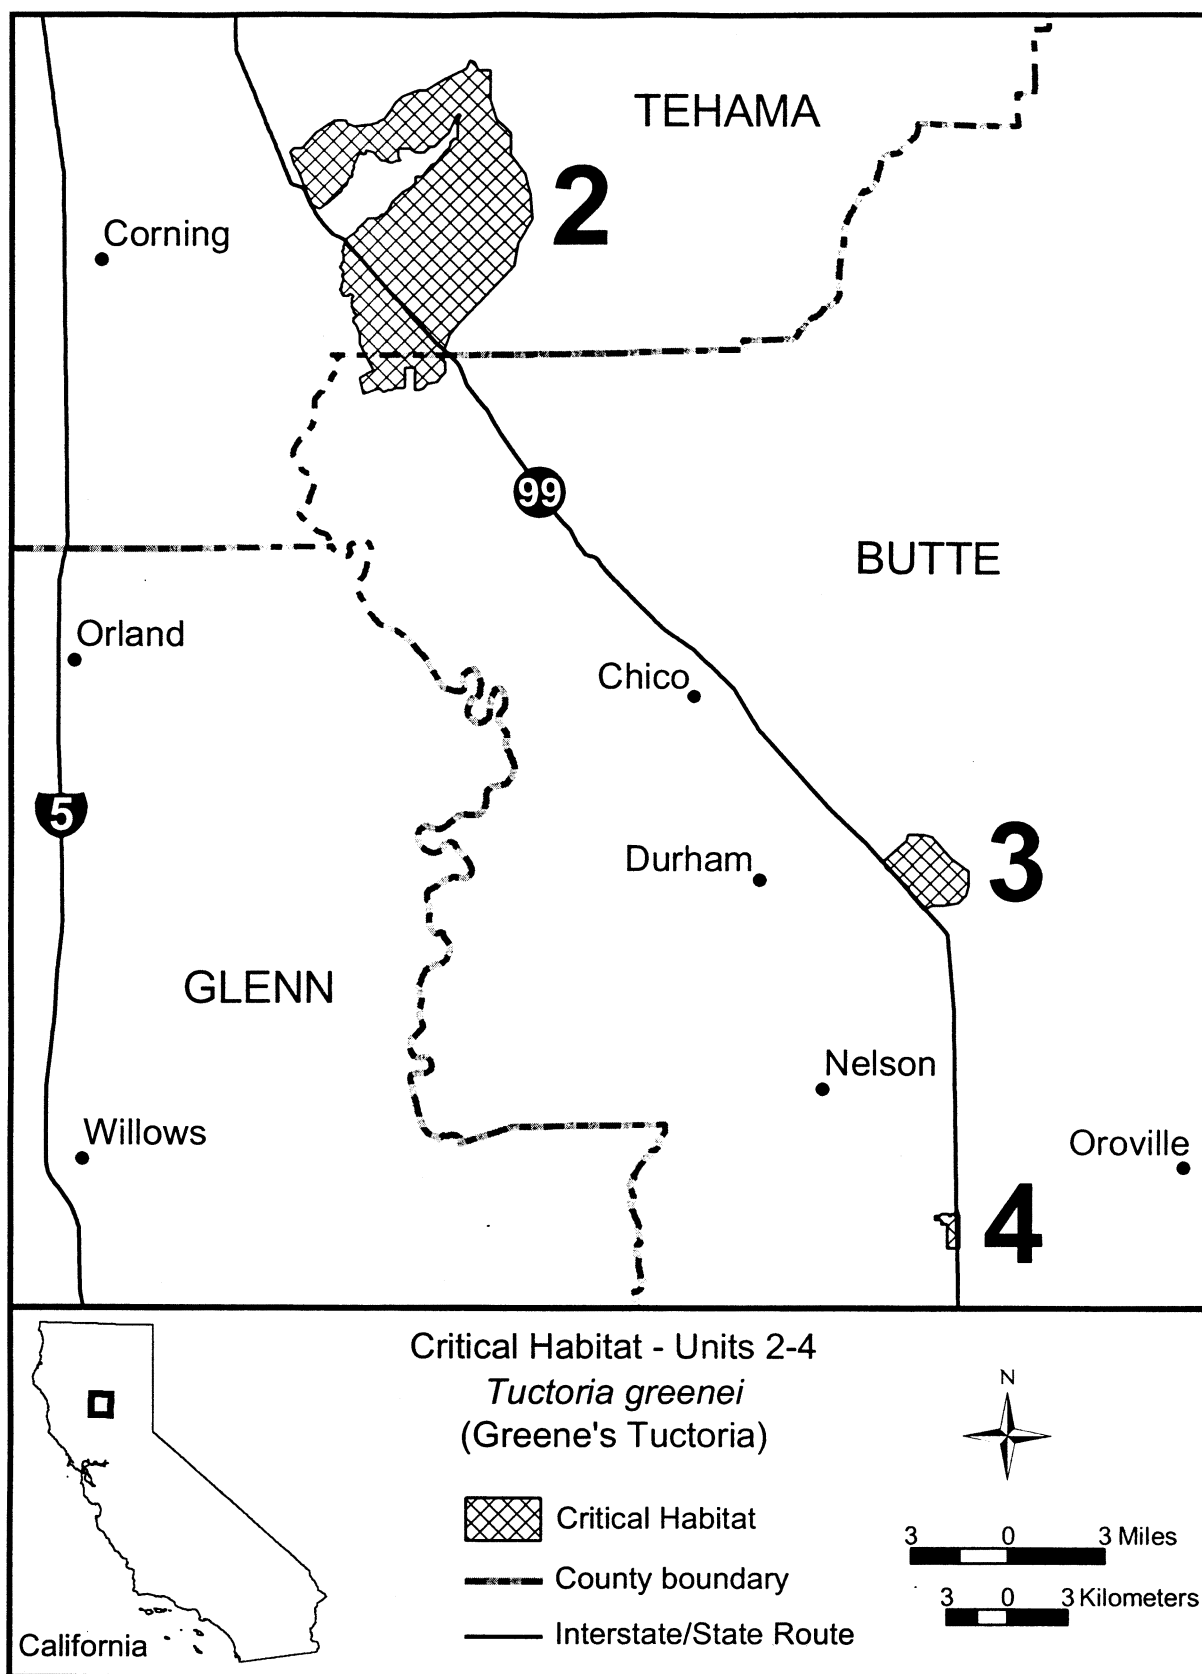 TEHAMA
2
Corning
99
BUTTE
Orland
Chico
5
3
Durham
GLENN
Nelson
Willows
Oroville
4
Critical Habitat - Units 2-4
Tuctoria greenei
(Greene's Tuctoria)
N
Critical Habitat
3 0 3 Miles
County boundary
3 0 3 Kilometers
Interstate/State Route
California